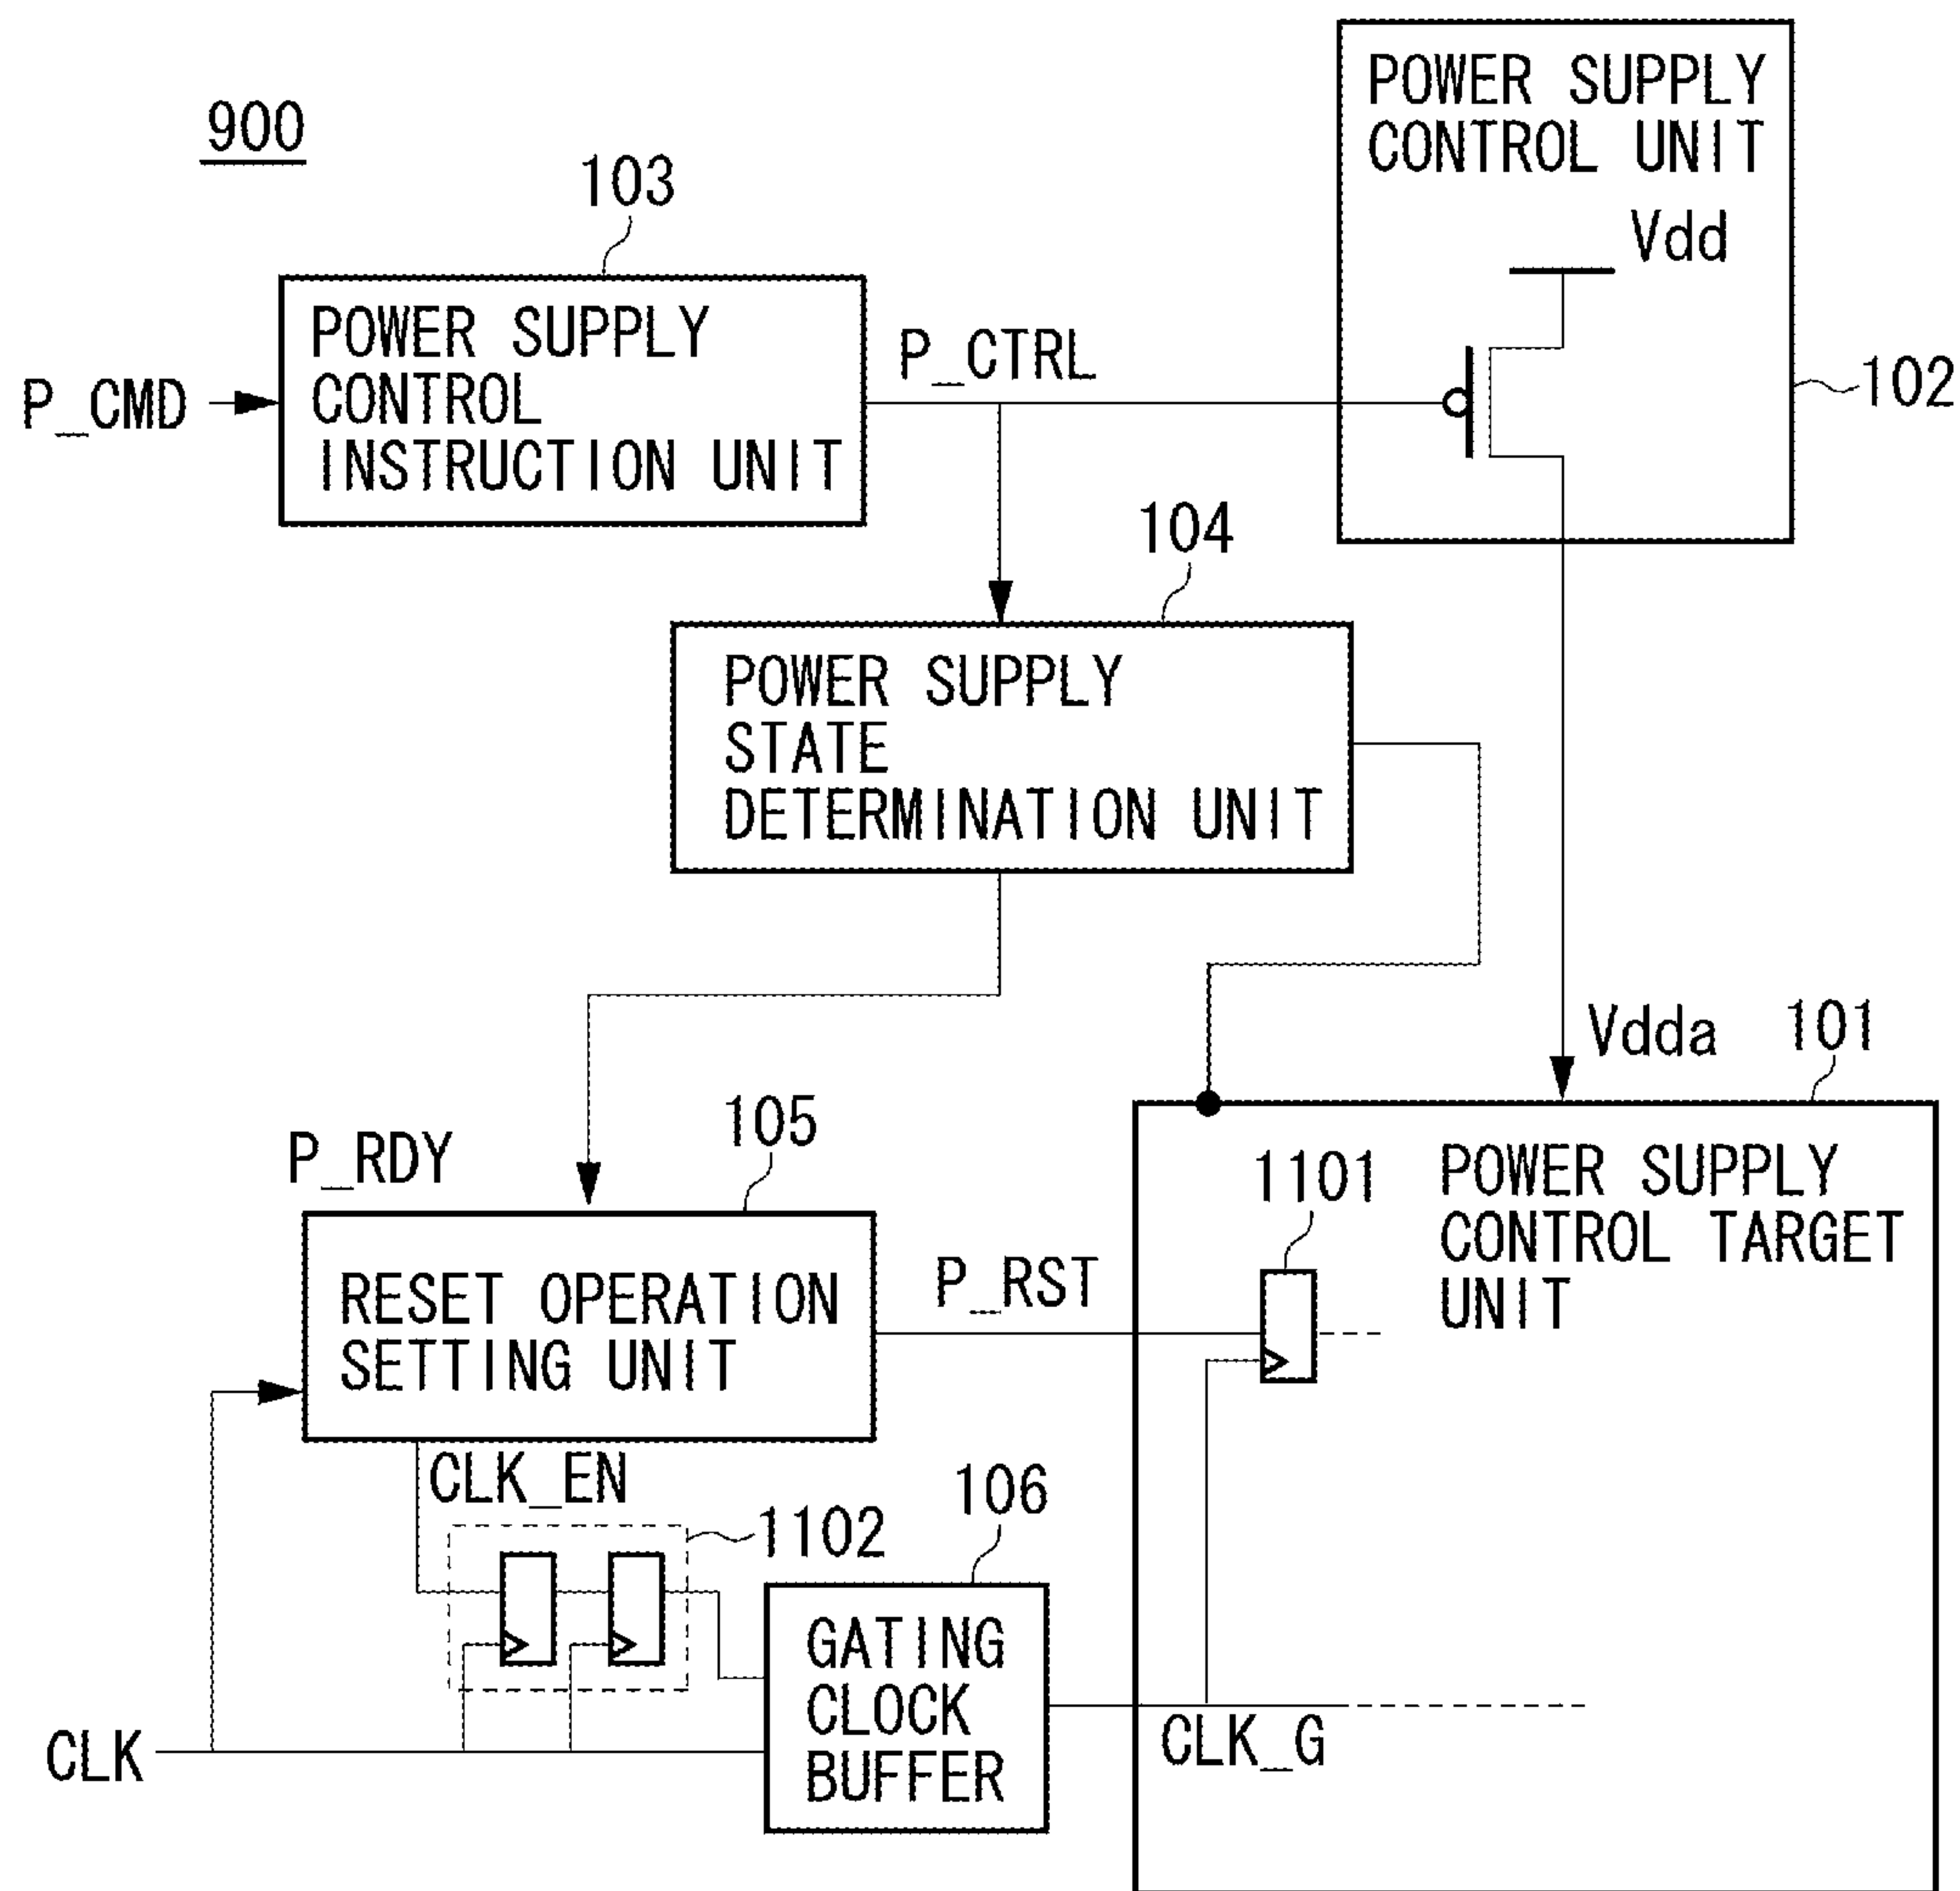 900
POWER SUPPLY
CONTROL UNIT
Vdd
102
103
POWER SUPPLY
CONTROL
INSTRUCTION UNIT
P_CMD
P_CTRL
104
POWER SUPPLY
STATE
DETERMINATION UNIT
Vdda
101
P_RDY
105
1101
POWER SUPPLY
CONTROL TARGET
UNIT
RESET OPERATION
SETTING UNIT
P_RST
CLK_EN
1102
106
GATING
CLOCK
BUFFER
CLK
CLK_G